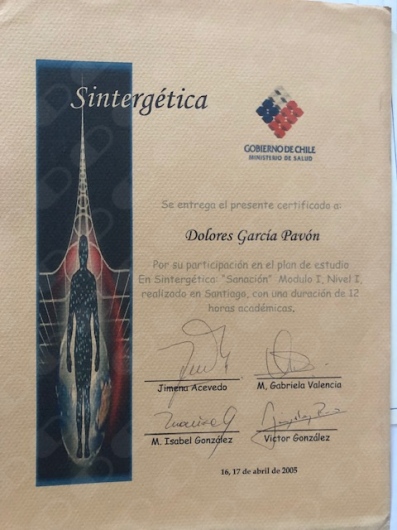 Sintergética
GOBIERNO DE CHILE
MINISTERIO DE SALUD
Se entrega el presente certificado a:
Dolores García Pavón
Por su participación en el plan de estudio
En Sintergética: "Sanación" Modulo I, Nivel I,
realizado en Santiago, con una duración de 12
horas académicas.
Jimena Acevedo
M. Gabriela Valencia
M. Isabel González
Victor González
16, 17 de abril de 2005